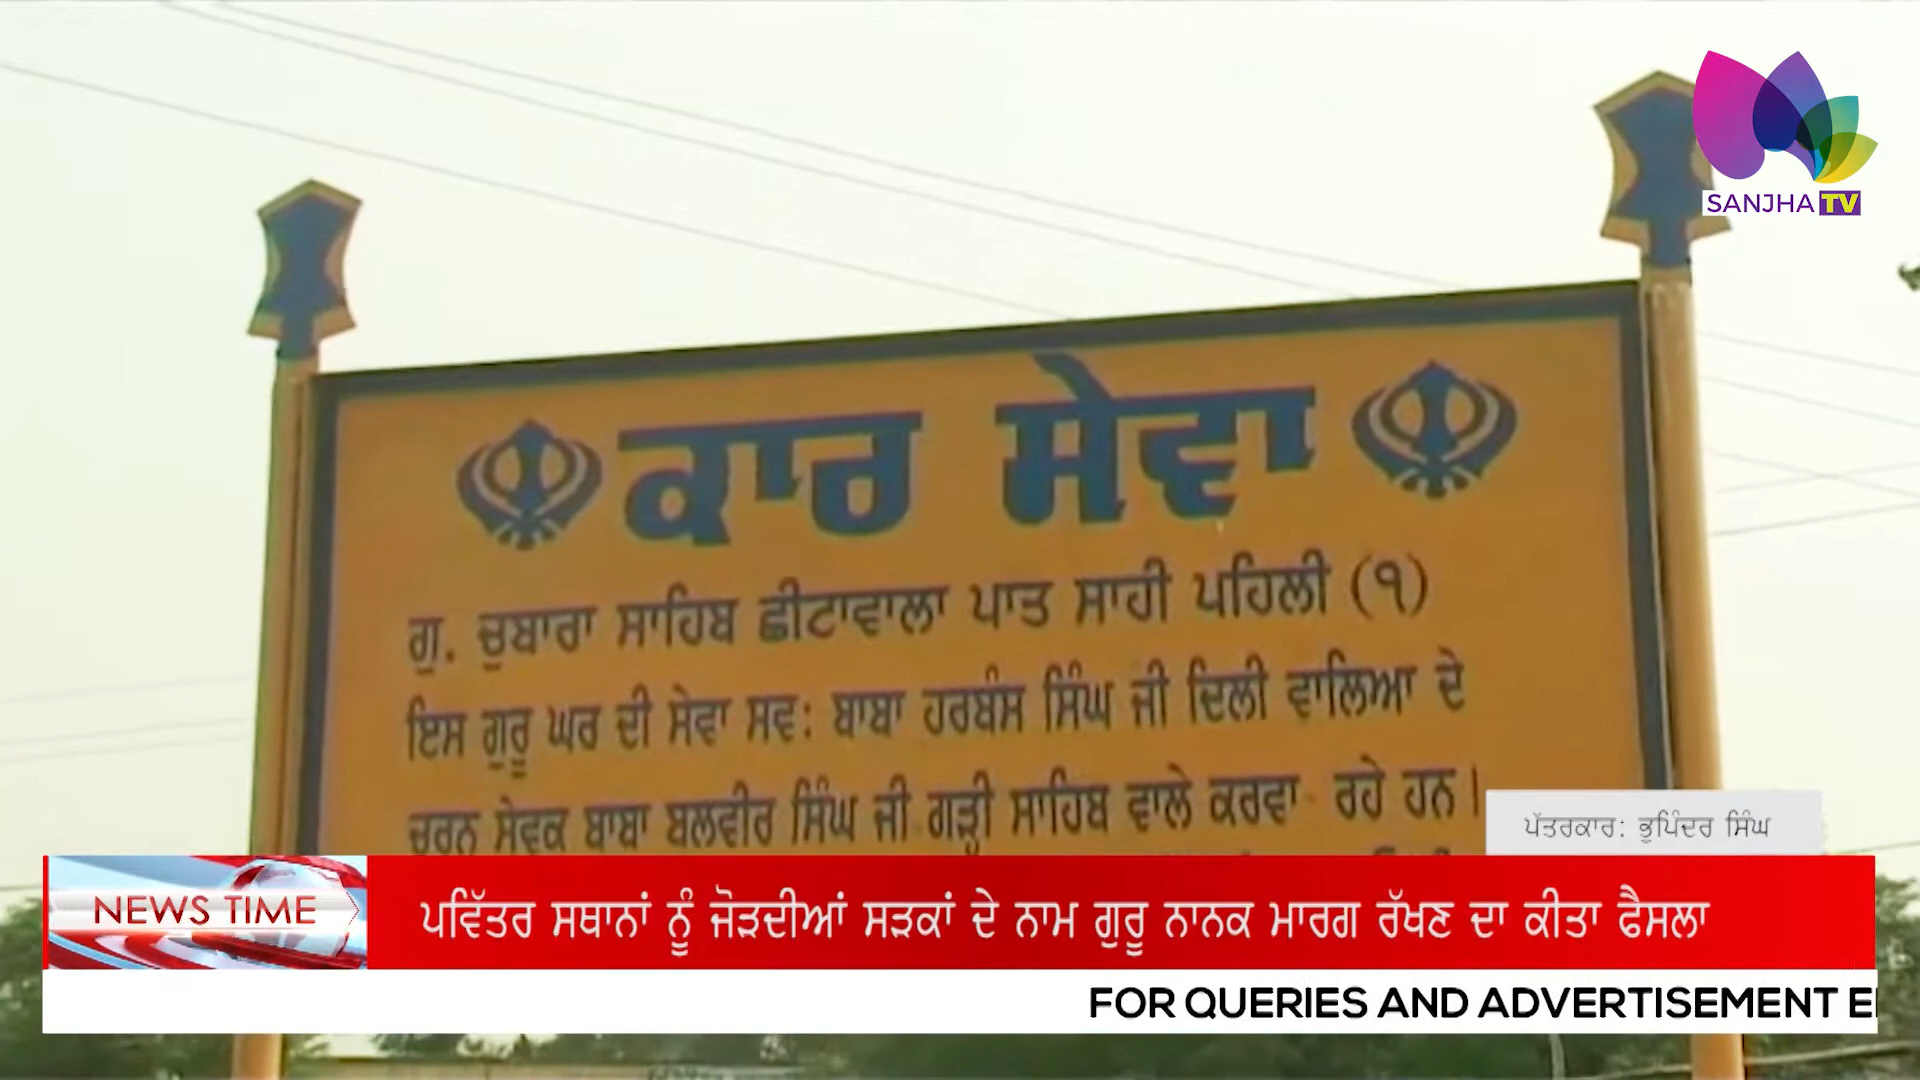 SANJHA TV
ਕਾਰ ਸੇਵਾ
ਗੁ. ਚੁਬਾਰਾ ਸਾਹਿਬ ਛੀਟਾਵਾਲਾ ਪਾਤ ਸਾਹੀ ਪਹਿਲੀ (੧)
ਇਸ ਗੁਰੂ ਘਰ ਦੀ ਸੇਵਾ ਸਵ: ਬਾਬਾ ਹਰਬੰਸ ਸਿੰਘ ਜੀ ਦਿਲੀ ਵਾਲਿਆ ਦੇ
ਚਰਨ ਸੇਵਕ ਬਾਬਾ ਬਲਵੀਰ ਸਿੰਘ ਜੀ ਗੜ੍ਹੀ ਸਾਹਿਬ ਵਾਲੇ ਕਰਵਾ ਰਹੇ ਹਨ।
ਪੱਤਰਕਾਰ: ਭੁਪਿੰਦਰ ਸਿੰਘ
NEWS TIME
ਪਵਿੱਤਰ ਸਥਾਨਾਂ ਨੂੰ ਜੋੜਦੀਆਂ ਸੜਕਾਂ ਦੇ ਨਾਮ ਗੁਰੂ ਨਾਨਕ ਮਾਰਗ ਰੱਖਣ ਦਾ ਕੀਤਾ ਫੈਸਲਾ
FOR QUERIES AND ADVERTISEMENT